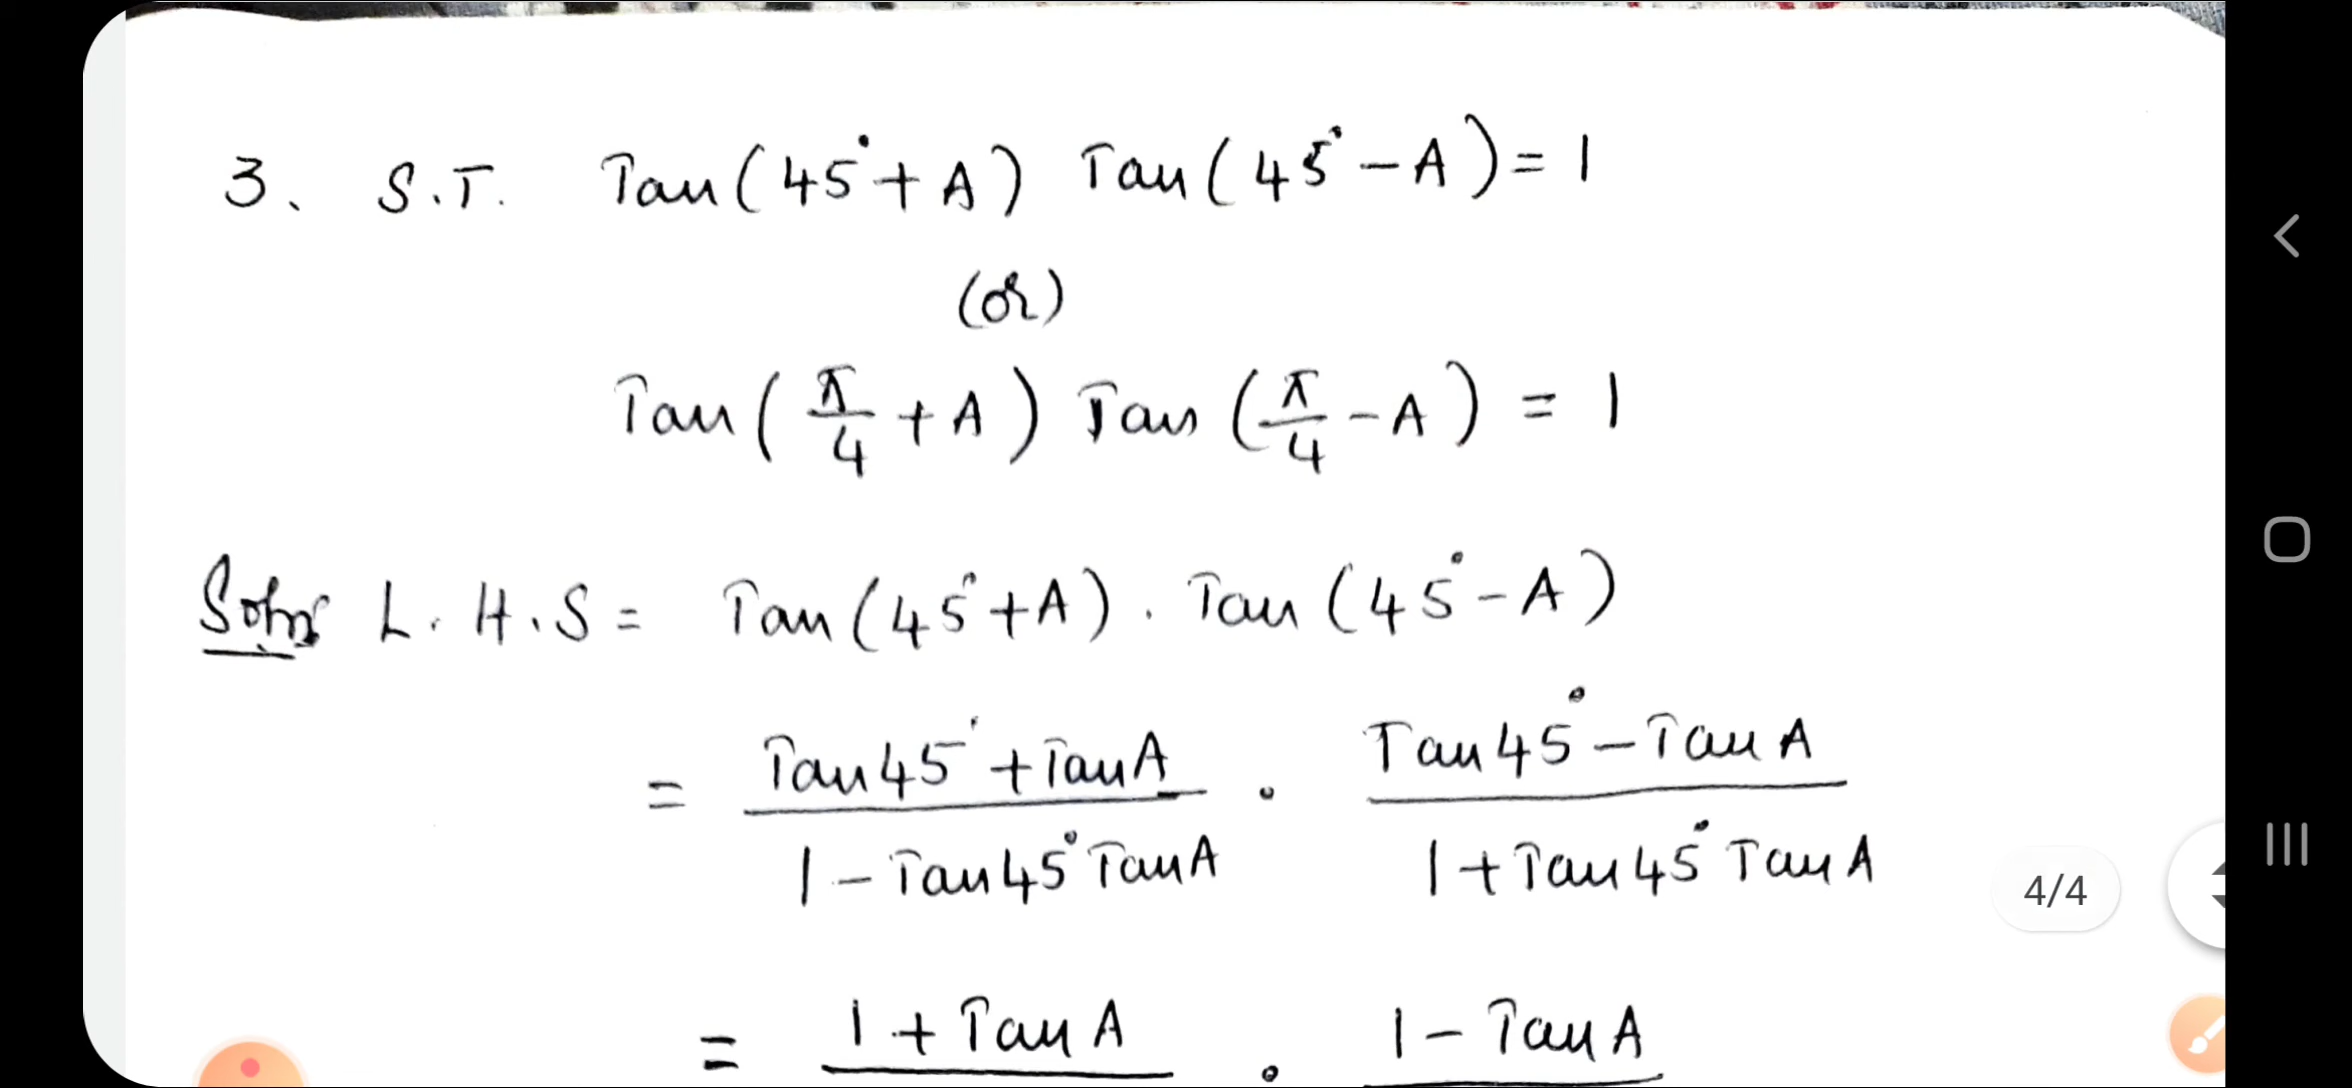 3. S.T. Tan(45°+A) Tan(45°-A)=1
(or)
Tan(π/4+A) Tan(π/4-A) = 1
Soln: L.H.S = Tan(45°+A). Tan(45°-A)
= Tan45°+TanA / 1-Tan45°TanA . Tan45°-TanA / 1+Tan45°TanA
4/4
= 1+TanA . 1-TanA